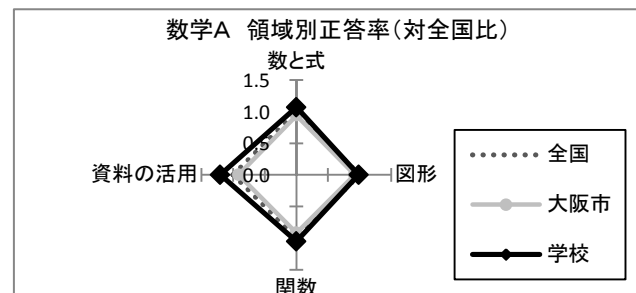 数学A 領域別正答率(対全国比)
数と式
1.5
1.0
0.5
0.0
資料の活用
図形
関数
全国
大阪市
学校